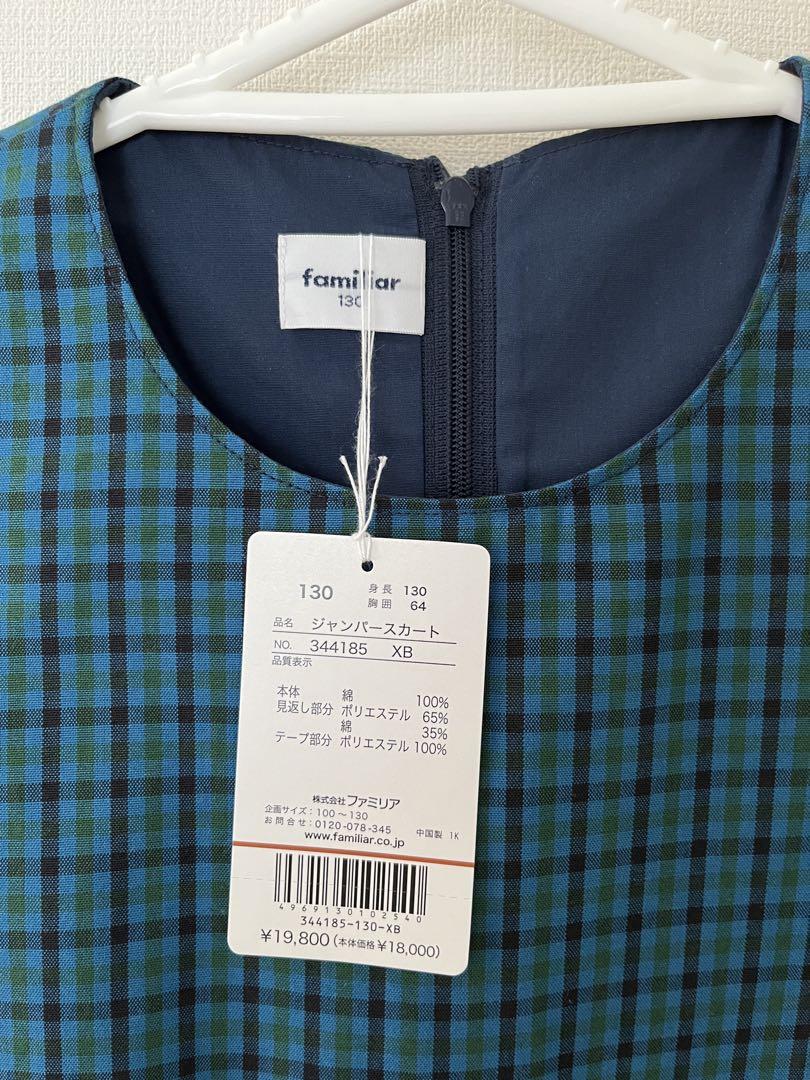 familiar
130
130 身長 130
胸囲 64
品名 ジャンパースカート
NO. 344185 XB
品質表示
本体 綿 100%
見返し部分 ポリエステル 65%
綿 35%
テープ部分 ポリエステル 100%
株式会社ファミリア
企画サイズ：100〜130
お問合せ：0120-078-345 中国製 1K
www.familiar.co.jp
4969130102540
344185-130-XB
¥19,800（本体価格¥18,000）